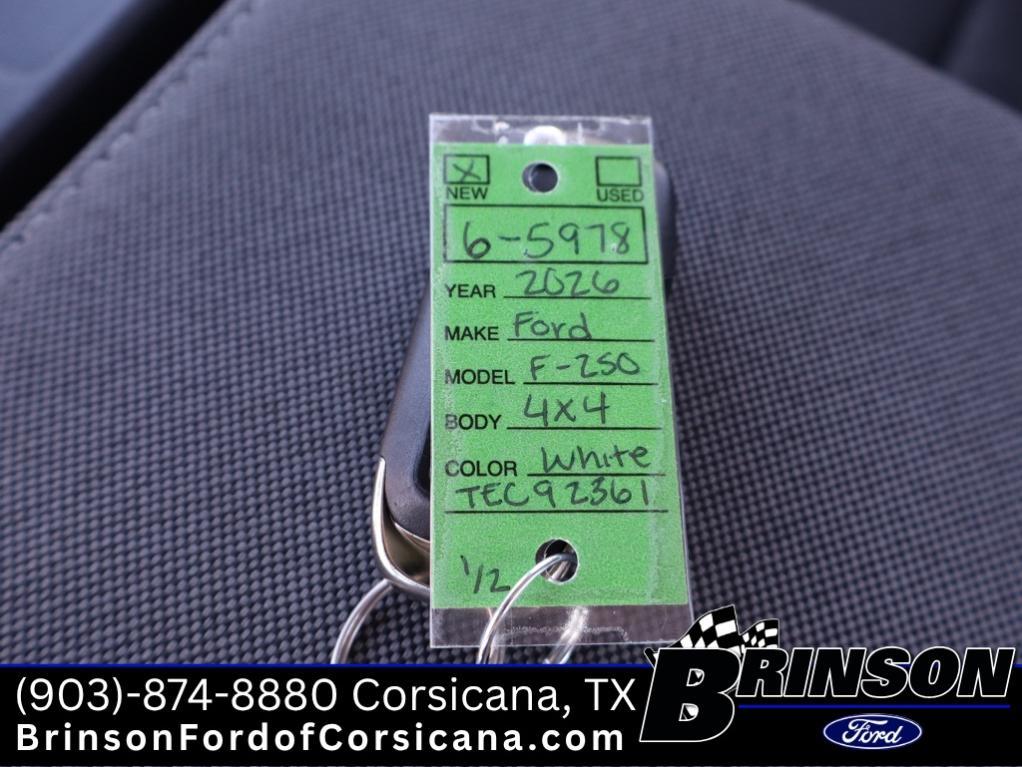 X
NEW USED
6-5978
YEAR 2026
MAKE Ford
MODEL F-250
BODY 4x4
COLOR White
TEC92361
1/2
(903)-874-8880 Corsicana, TX
BrinsonFordofCorsicana.com
BRINSON
Ford